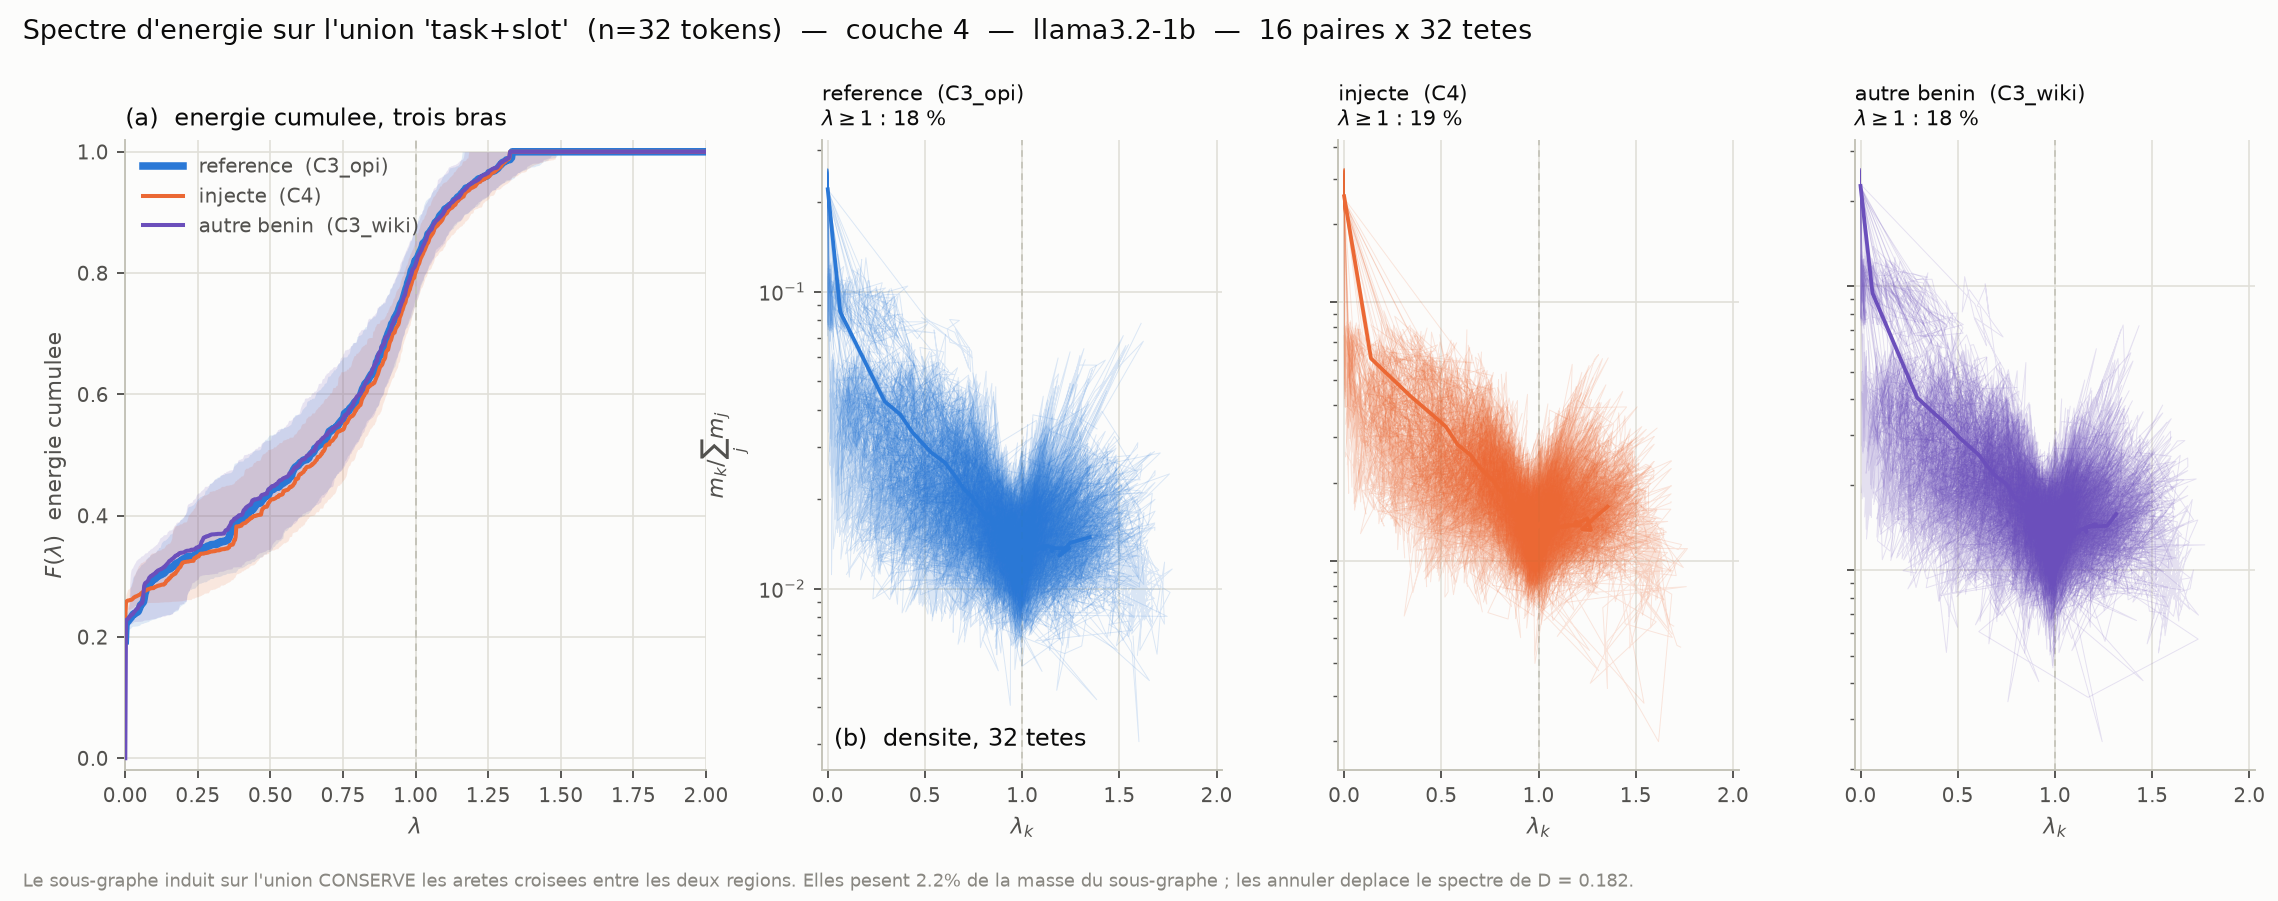 Spectre d'energie sur l'union 'task+slot'  (n=32 tokens)  —  couche 4  —  llama3.2-1b  —  16 paires x 32 tetes
(a)  energie cumulee, trois bras
reference  (C3_opi)
injecte  (C4)
autre benin  (C3_wiki)
F(λ)  energie cumulee
1.0
0.8
0.6
0.4
0.2
0.0
0.00 0.25 0.50 0.75 1.00 1.25 1.50 1.75 2.00
λ
reference  (C3_opi)
λ ≥ 1 : 18 %
m_k/∑_j m_j
10⁻¹
10⁻²
(b)  densite, 32 tetes
0.0 0.5 1.0 1.5 2.0
λ_k
injecte  (C4)
λ ≥ 1 : 19 %
0.0 0.5 1.0 1.5 2.0
λ_k
autre benin  (C3_wiki)
λ ≥ 1 : 18 %
0.0 0.5 1.0 1.5 2.0
λ_k
Le sous-graphe induit sur l'union CONSERVE les aretes croisees entre les deux regions. Elles pesent 2.2% de la masse du sous-graphe ; les annuler deplace le spectre de D = 0.182.